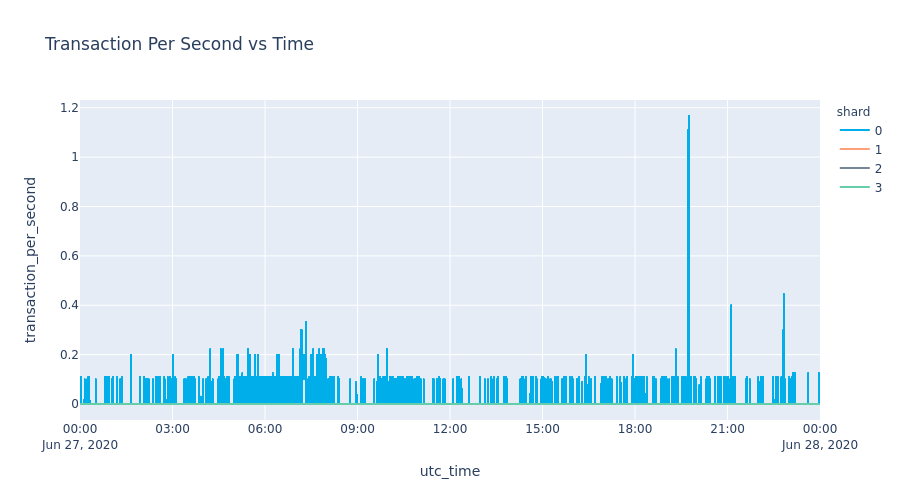 Transaction Per Second vs Time
transaction_per_second
1.2
1
0.8
0.6
0.4
0.2
0
00:00 03:00 06:00 09:00 12:00 15:00 18:00 21:00 00:00
Jun 27, 2020 Jun 28, 2020
utc_time
shard
0
1
2
3